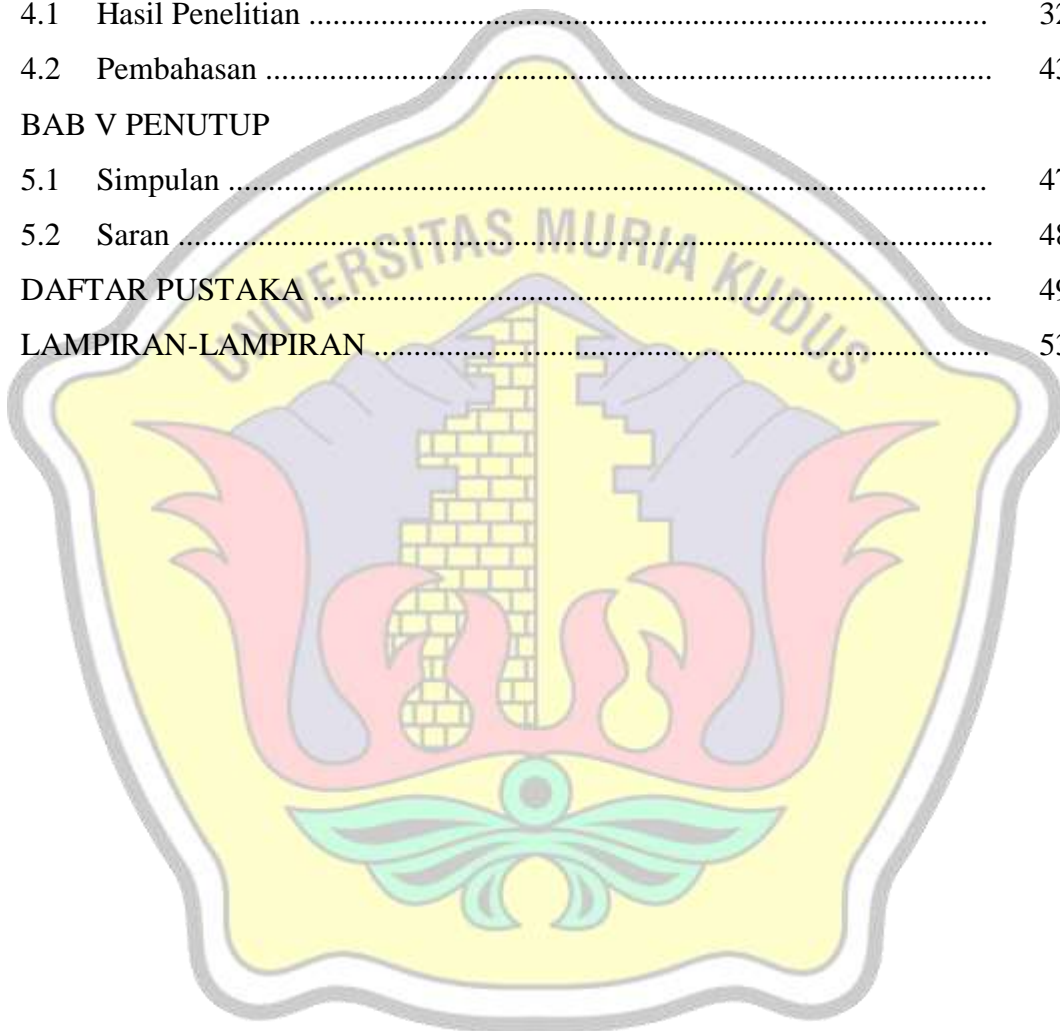 4.1 Hasil Penelitian ........................................................................................ 32
4.2 Pembahasan .............................................................................................. 43
BAB V PENUTUP
5.1 Simpulan ................................................................................................... 47
5.2 Saran ......................................................................................................... 48
UNIVERSITAS MURIA KUDUS
DAFTAR PUSTAKA ........................................................................................ 49
LAMPIRAN-LAMPIRAN ................................................................................ 53